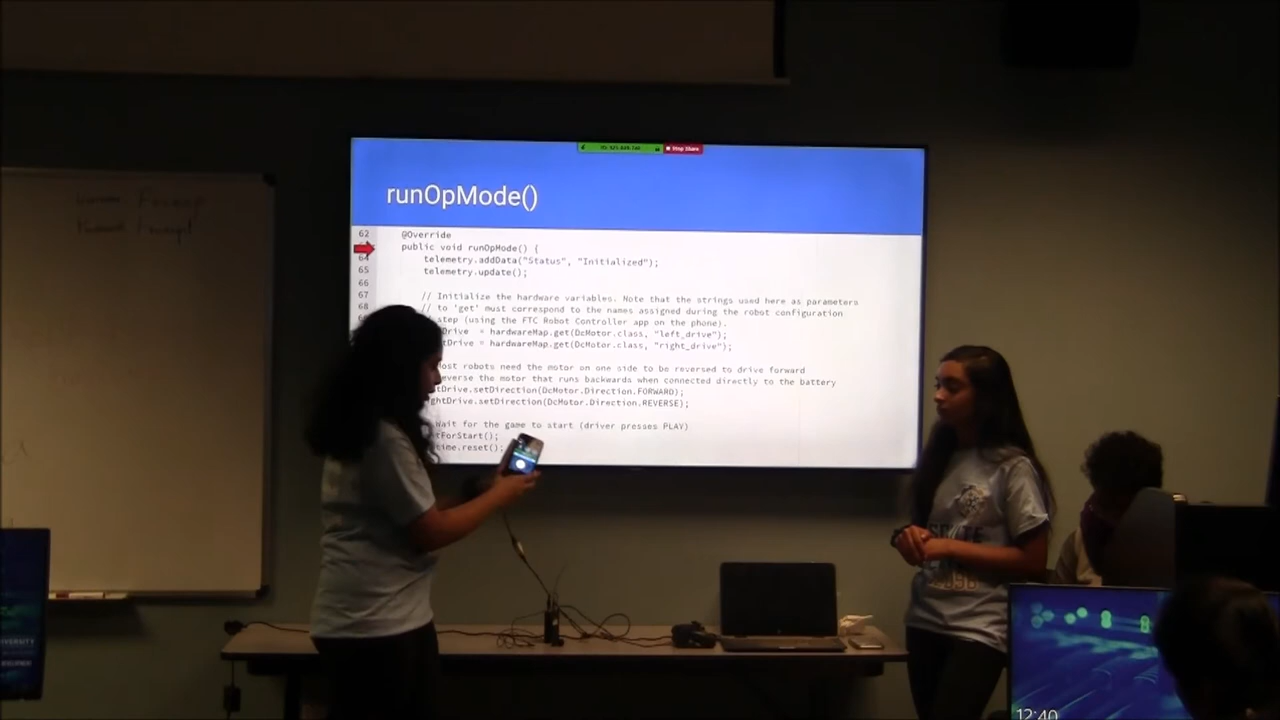 Stop Share
runOpMode()
62 @Override
public void runOpMode() {
64 telemetry.addData("Status", "Initialized");
65 telemetry.update();
66
67 // Initialize the hardware variables. Note that the strings used here as parameters
68 // to 'get' must correspond to the names assigned during the robot configuration
step (using the FTC Robot Controller app on the phone).
Drive = hardwareMap.get(DcMotor.class, "left_drive");
tDrive = hardwareMap.get(DcMotor.class, "right_drive");
ost robots need the motor on one side to be reversed to drive forward
everse the motor that runs backwards when connected directly to the battery
tDrive.setDirection(DcMotor.Direction.FORWARD);
ghtDrive.setDirection(DcMotor.Direction.REVERSE);
Wait for the game to start (driver presses PLAY)
tForStart();
time.reset();
VERSITY
12:40